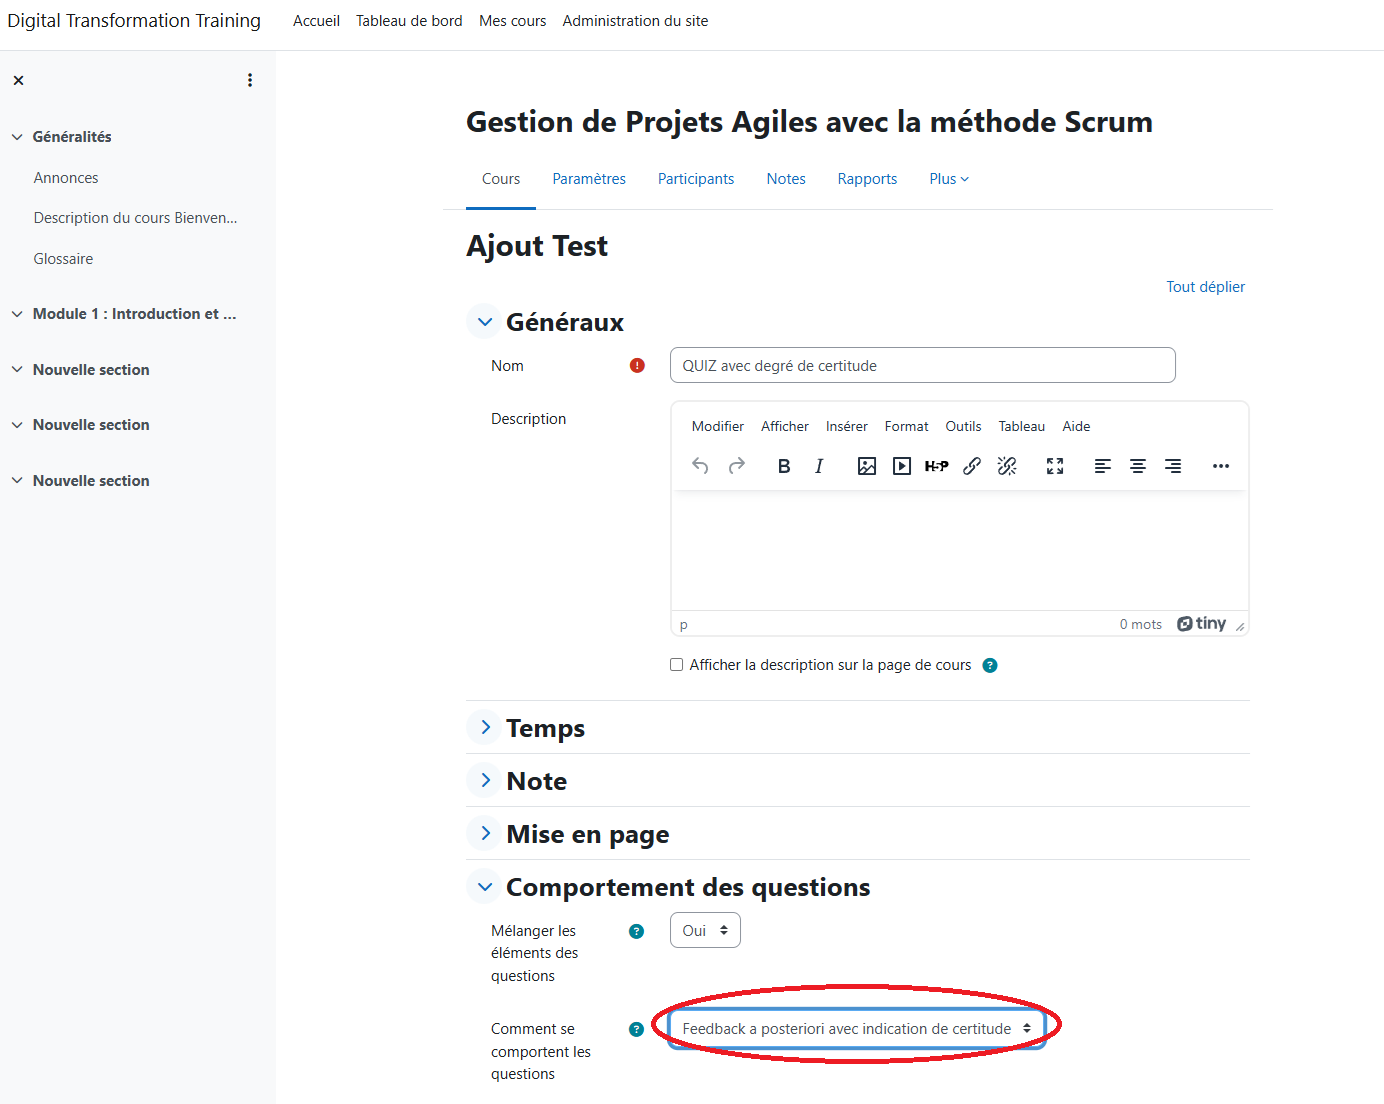 Digital Transformation Training Accueil Tableau de bord Mes cours Administration du site
Généralités
Annonces
Description du cours Bienven...
Glossaire
Module 1 : Introduction et ...
Nouvelle section
Nouvelle section
Nouvelle section
Gestion de Projets Agiles avec la méthode Scrum
Cours Paramètres Participants Notes Rapports Plus
Ajout Test
Tout déplier
Généraux
Nom
QUIZ avec degré de certitude
Description
Modifier Afficher Insérer Format Outils Tableau Aide
B I H5P
p 0 mots tiny
Afficher la description sur la page de cours
Temps
Note
Mise en page
Comportement des questions
Mélanger les
éléments des
questions
Oui
Comment se
comportent les
questions
Feedback a posteriori avec indication de certitude